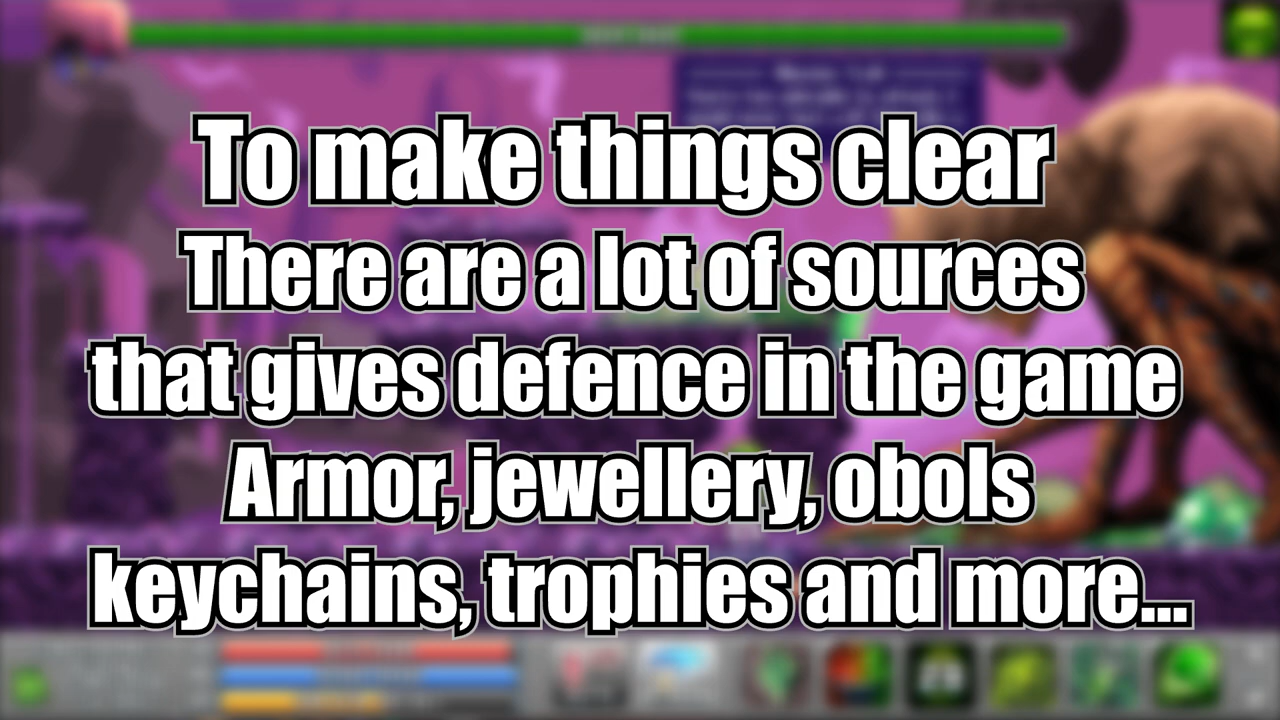 To make things clear
There are a lot of sources
that gives defence in the game
Armor, jewellery, obols
keychains, trophies and more...